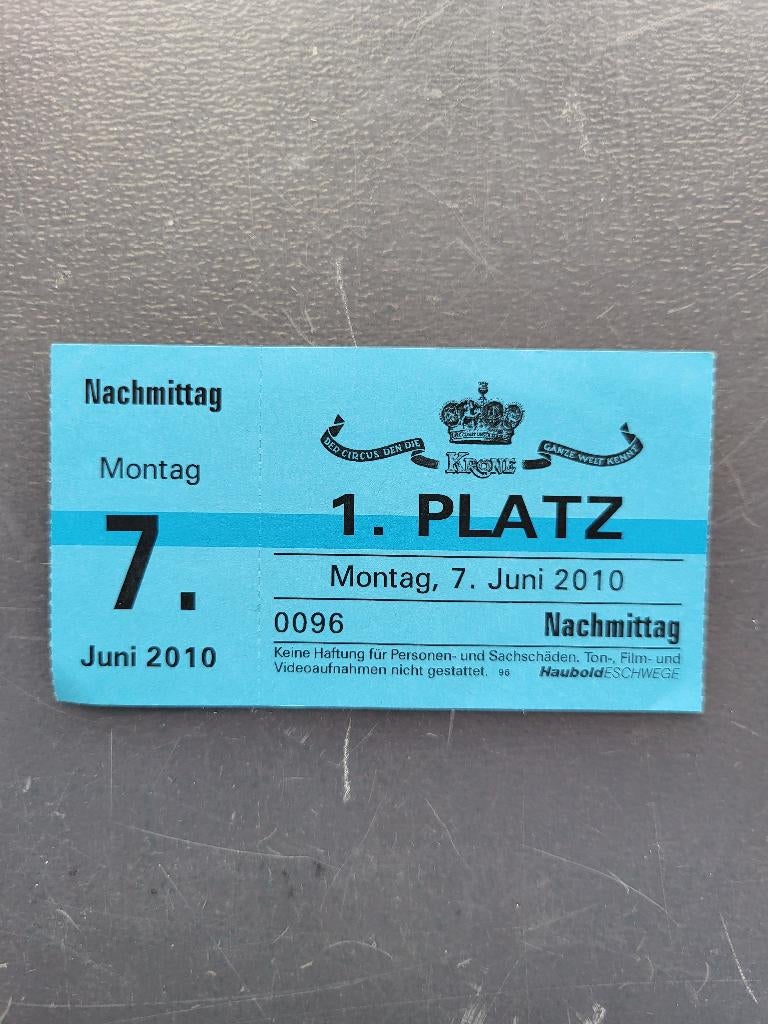 Nachmittag
Montag
7.
Juni 2010
DER CIRCUS DEN DIE
KRONE
GANZE WELT KENNT
1. PLATZ
Montag, 7. Juni 2010
0096 Nachmittag
Keine Haftung für Personen- und Sachschäden. Ton-, Film- und
Videoaufnahmen nicht gestattet. 96 HauboldESCHWEGE